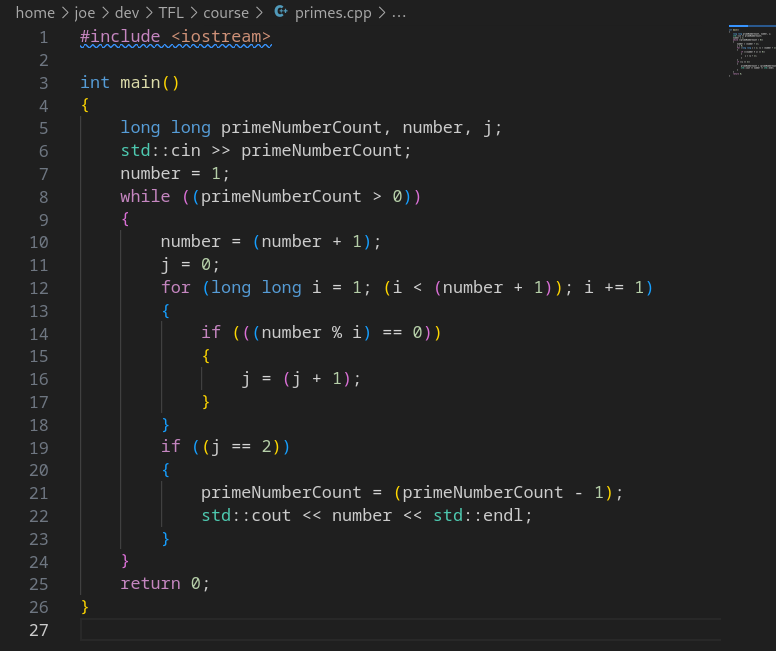 home > joe > dev > TFL > course > primes.cpp > ...
1 #include <iostream>
2
3 int main()
4 {
5     long long primeNumberCount, number, j;
6     std::cin >> primeNumberCount;
7     number = 1;
8     while ((primeNumberCount > 0))
9     {
10         number = (number + 1);
11         j = 0;
12         for (long long i = 1; (i < (number + 1)); i += 1)
13         {
14             if (((number % i) == 0))
15             {
16                 j = (j + 1);
17             }
18         }
19         if ((j == 2))
20         {
21             primeNumberCount = (primeNumberCount - 1);
22             std::cout << number << std::endl;
23         }
24     }
25     return 0;
26 }
27